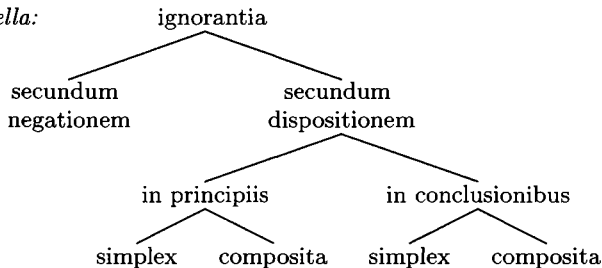 ella: ignorantia
secundum secundum
negationem dispositionem
in principiis in conclusionibus
simplex composita simplex composita